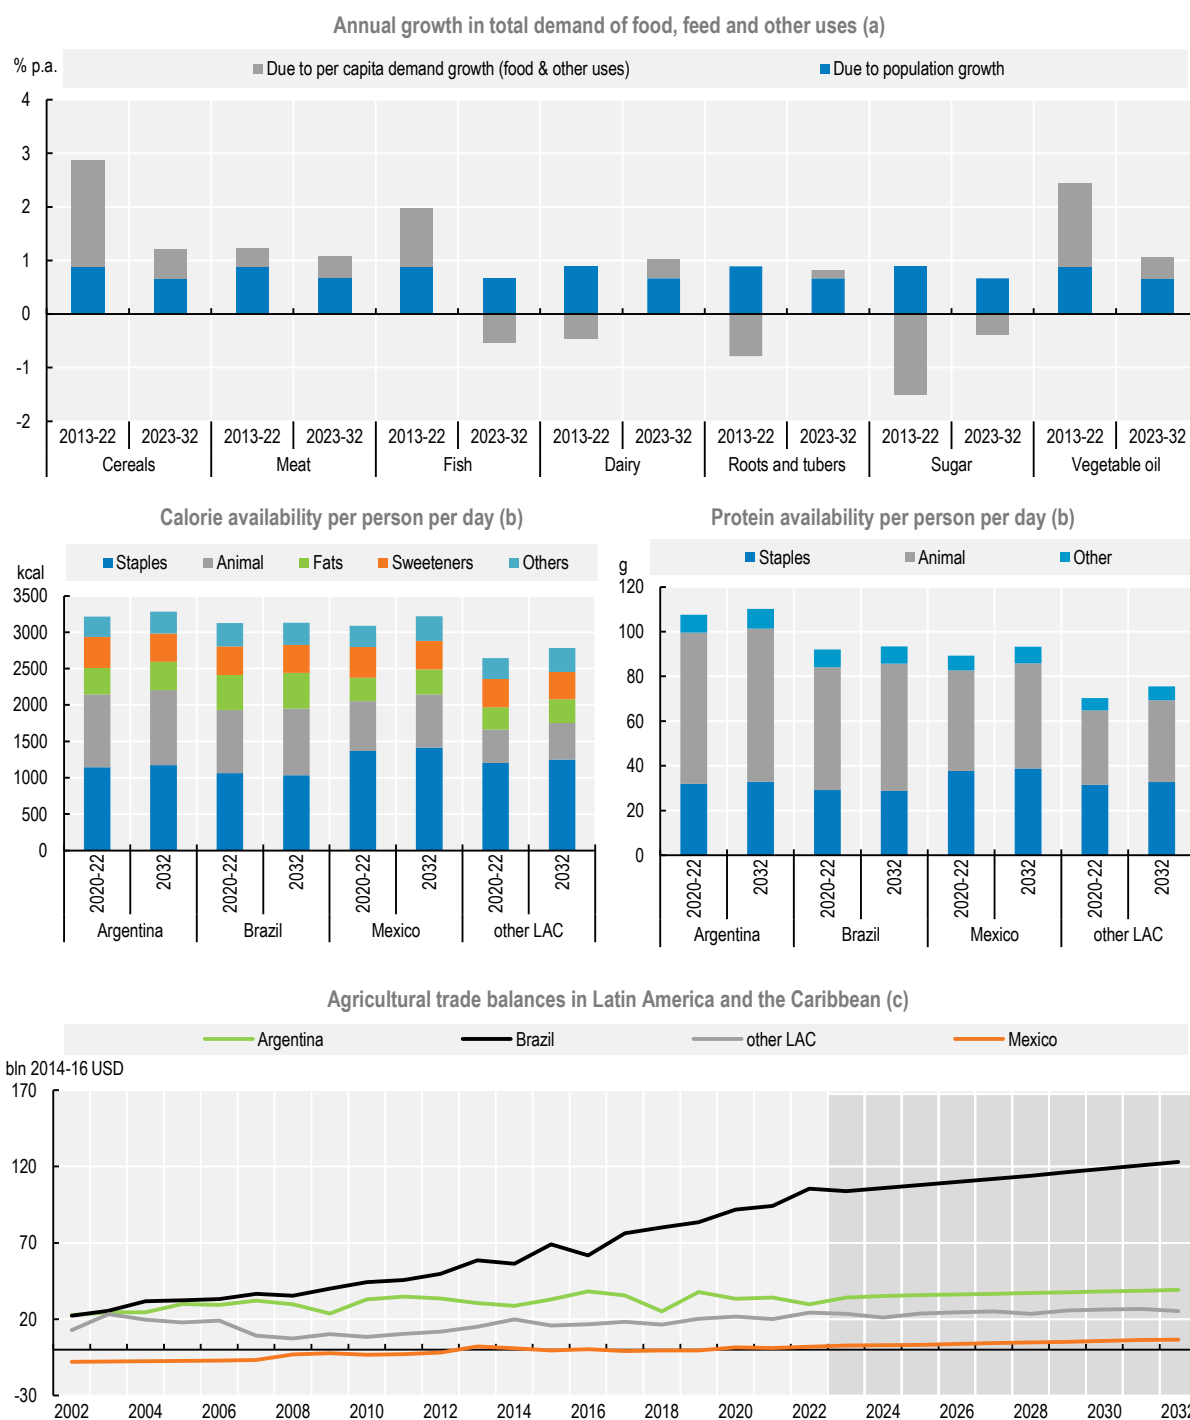 Annual growth in total demand of food, feed and other uses (a)
% p.a.
Due to per capita demand growth (food & other uses) Due to population growth
4
3
2
1
0
-1
-2
2013-22 2023-32 2013-22 2023-32 2013-22 2023-32 2013-22 2023-32 2013-22 2023-32 2013-22 2023-32 2013-22 2023-32
Cereals Meat Fish Dairy Roots and tubers Sugar Vegetable oil
Calorie availability per person per day (b)
Staples Animal Fats Sweeteners Others
kcal
3500
3000
2500
2000
1500
1000
500
0
2020-22 2032 2020-22 2032 2020-22 2032 2020-22 2032
Argentina Brazil Mexico other LAC
Protein availability per person per day (b)
Staples Animal Other
g
120
100
80
60
40
20
0
2020-22 2032 2020-22 2032 2020-22 2032 2020-22 2032
Argentina Brazil Mexico other LAC
Agricultural trade balances in Latin America and the Caribbean (c)
Argentina Brazil other LAC Mexico
bln 2014-16 USD
170
120
70
20
-30
2002 2004 2006 2008 2010 2012 2014 2016 2018 2020 2022 2024 2026 2028 2030 2032